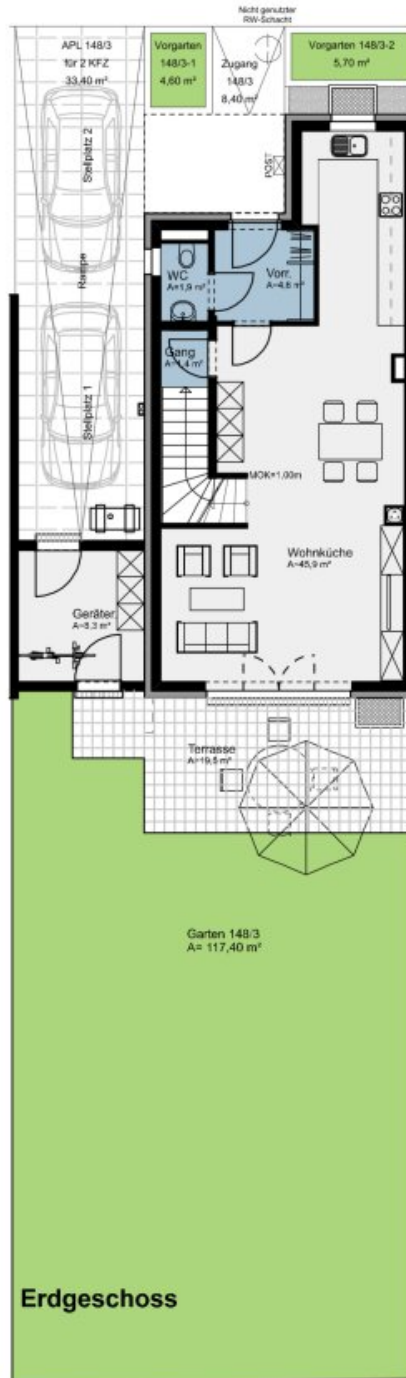 Nicht genutzter
RW-Schacht
APL 148/3
für 2 KFZ
33,40 m²
Vorgarten
148/3-1
4,60 m²
Zugang
148/3
8,40 m²
Vorgarten 148/3-2
5,70 m²
Stellplatz 2
POST
Rampe
WC
A=1,9 m²
Vorr.
A=4,6 m²
Gang
A=1,4 m²
Stellplatz 1
MOK=1.00m
Wohnküche
A=45,9 m²
Geräter.
A=8,3 m²
Terrasse
A=19,5 m²
Garten 148/3
A= 117,40 m²
Erdgeschoss